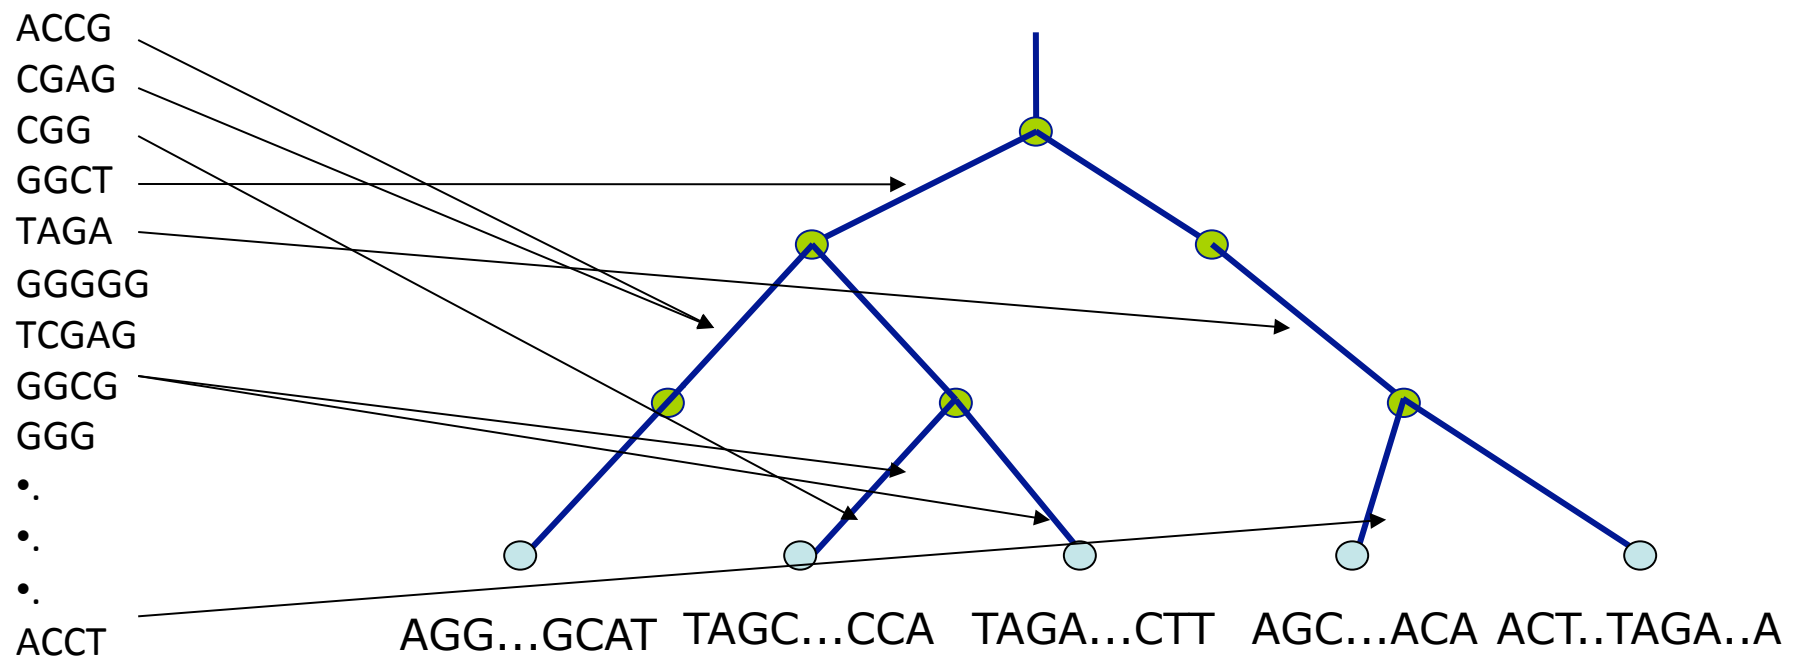 ACCG
CGAG
CGG
GGCT
TAGA
GGGGG
TCGAG
GGCG
GGG
•.
•.
•.
ACCT
AGG...GCAT TAGC...CCA TAGA...CTT AGC...ACA ACT..TAGA..A